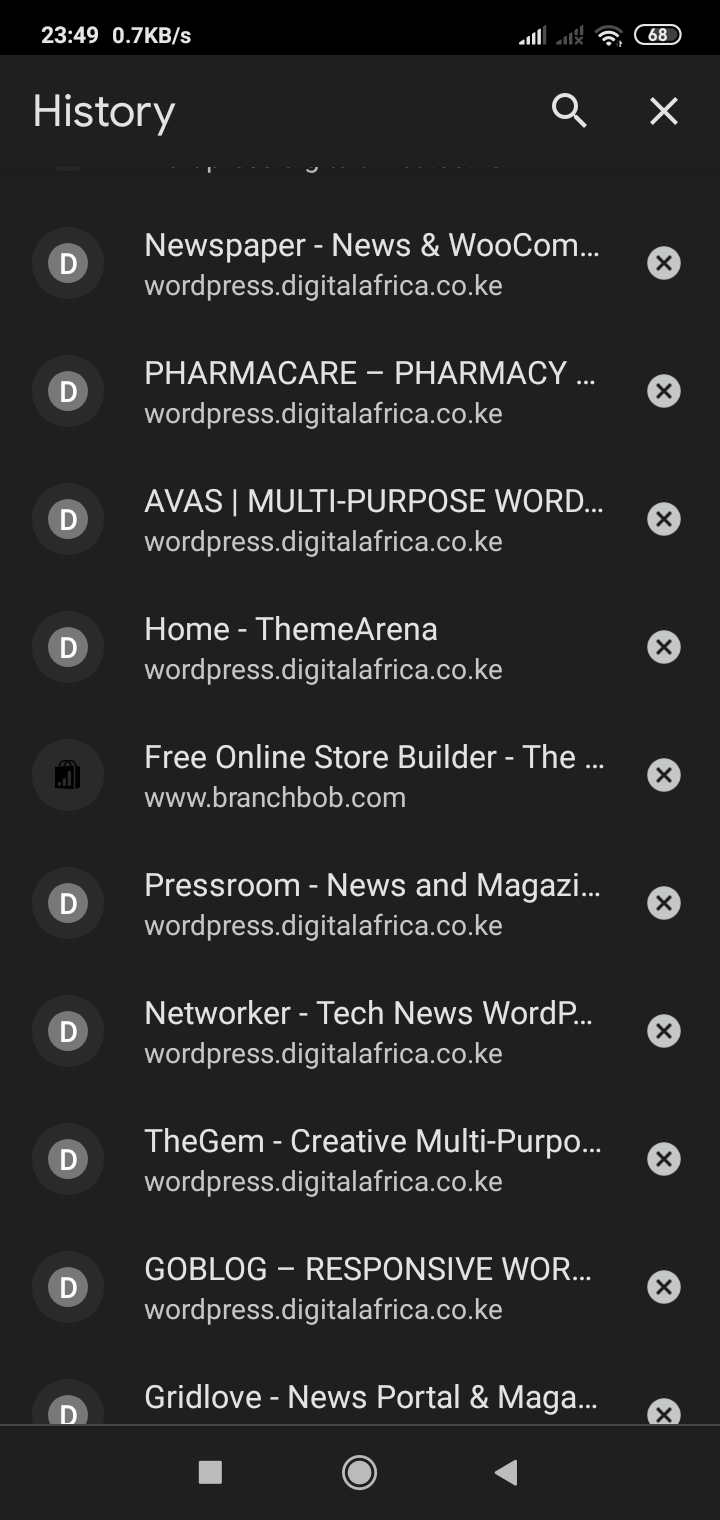 23:49 0.7KB/s 68
History
D
Newspaper - News & WooCom...
wordpress.digitalafrica.co.ke
D
PHARMACARE – PHARMACY ...
wordpress.digitalafrica.co.ke
D
AVAS | MULTI-PURPOSE WORD...
wordpress.digitalafrica.co.ke
D
Home - ThemeArena
wordpress.digitalafrica.co.ke
Free Online Store Builder - The ...
www.branchbob.com
D
Pressroom - News and Magazi...
wordpress.digitalafrica.co.ke
D
Networker - Tech News WordP...
wordpress.digitalafrica.co.ke
D
TheGem - Creative Multi-Purpo...
wordpress.digitalafrica.co.ke
D
GOBLOG – RESPONSIVE WOR...
wordpress.digitalafrica.co.ke
D
Gridlove - News Portal & Maga...